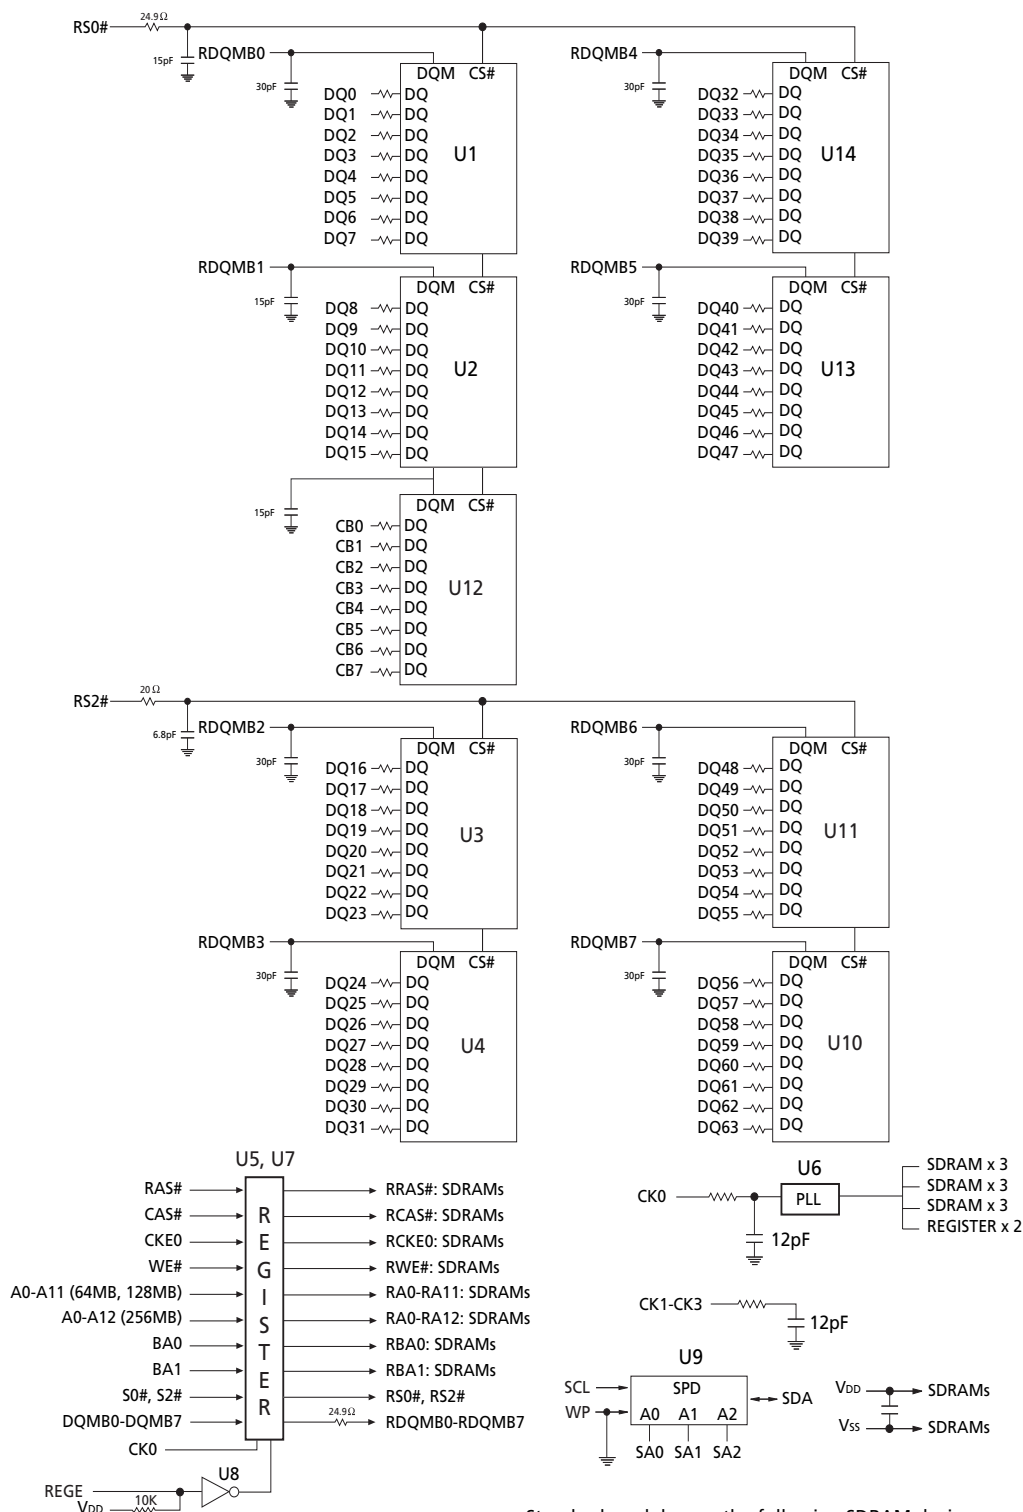 RS0# 24.9Ω
15pF
RDQMB0
30pF
DQM CS#
DQ0 DQ
DQ1 DQ
DQ2 DQ
DQ3 DQ
DQ4 DQ
DQ5 DQ
DQ6 DQ
DQ7 DQ
U1
RDQMB4
30pF
DQM CS#
DQ32 DQ
DQ33 DQ
DQ34 DQ
DQ35 DQ
DQ36 DQ
DQ37 DQ
DQ38 DQ
DQ39 DQ
U14
RDQMB1
15pF
DQM CS#
DQ8 DQ
DQ9 DQ
DQ10 DQ
DQ11 DQ
DQ12 DQ
DQ13 DQ
DQ14 DQ
DQ15 DQ
U2
RDQMB5
30pF
DQM CS#
DQ40 DQ
DQ41 DQ
DQ42 DQ
DQ43 DQ
DQ44 DQ
DQ45 DQ
DQ46 DQ
DQ47 DQ
U13
15pF
DQM CS#
CB0 DQ
CB1 DQ
CB2 DQ
CB3 DQ
CB4 DQ
CB5 DQ
CB6 DQ
CB7 DQ
U12
RS2# 20Ω
6.8pF
RDQMB2
30pF
DQM CS#
DQ16 DQ
DQ17 DQ
DQ18 DQ
DQ19 DQ
DQ20 DQ
DQ21 DQ
DQ22 DQ
DQ23 DQ
U3
RDQMB6
30pF
DQM CS#
DQ48 DQ
DQ49 DQ
DQ50 DQ
DQ51 DQ
DQ52 DQ
DQ53 DQ
DQ54 DQ
DQ55 DQ
U11
RDQMB3
30pF
DQM CS#
DQ24 DQ
DQ25 DQ
DQ26 DQ
DQ27 DQ
DQ28 DQ
DQ29 DQ
DQ30 DQ
DQ31 DQ
U4
RDQMB7
30pF
DQM CS#
DQ56 DQ
DQ57 DQ
DQ58 DQ
DQ59 DQ
DQ60 DQ
DQ61 DQ
DQ62 DQ
DQ63 DQ
U10
U5, U7
REGISTER
RAS# RRAS#: SDRAMs
CAS# RCAS#: SDRAMs
CKE0 RCKE0: SDRAMs
WE# RWE#: SDRAMs
A0-A11 (64MB, 128MB) RA0-RA11: SDRAMs
A0-A12 (256MB) RA0-RA12: SDRAMs
BA0 RBA0: SDRAMs
BA1 RBA1: SDRAMs
S0#, S2# RS0#, RS2#
DQMB0-DQMB7 24.9Ω RDQMB0-RDQMB7
CK0
U8
REGE
VDD 10K
U6
CK0 PLL
12pF
SDRAM x 3
SDRAM x 3
SDRAM x 3
REGISTER x 2
CK1-CK3
12pF
U9
SCL SPD SDA
WP A0 A1 A2
SA0 SA1 SA2
VDD SDRAMs
VSS SDRAMs